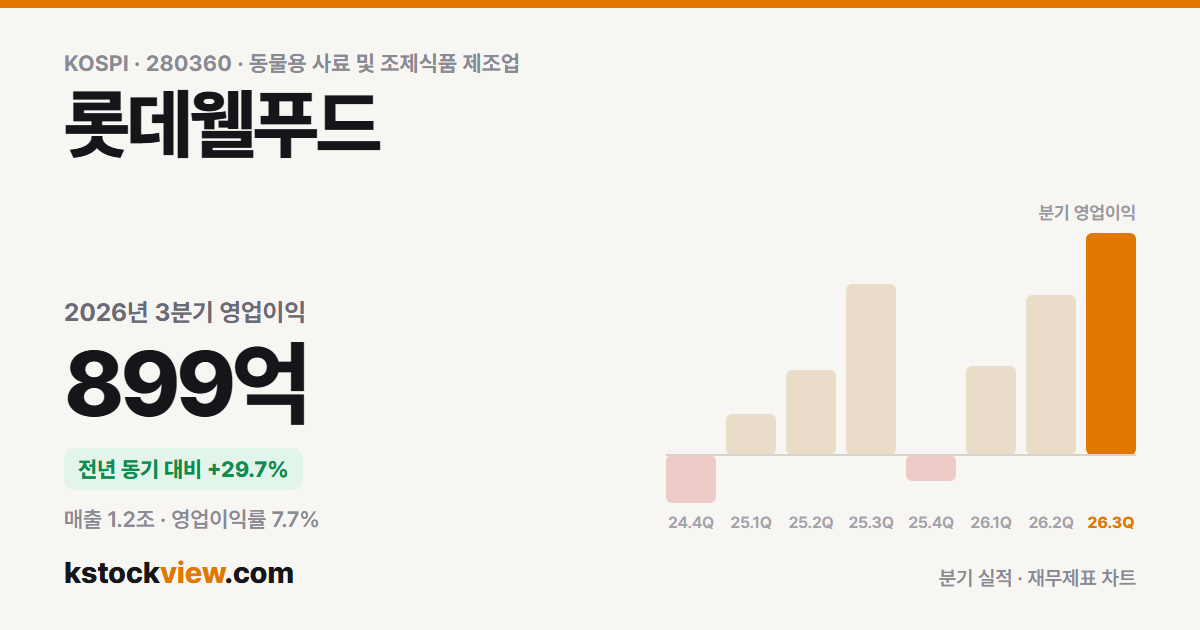 KOSPI · 280360 · 동물용 사료 및 조제식품 제조업
롯데웰푸드
분기 영업이익
2026년 3분기 영업이익
899억
전년 동기 대비 +29.7%
매출 1.2조 · 영업이익률 7.7%
24.4Q 25.1Q 25.2Q 25.3Q 25.4Q 26.1Q 26.2Q 26.3Q
kstockview.com
분기 실적 · 재무제표 차트